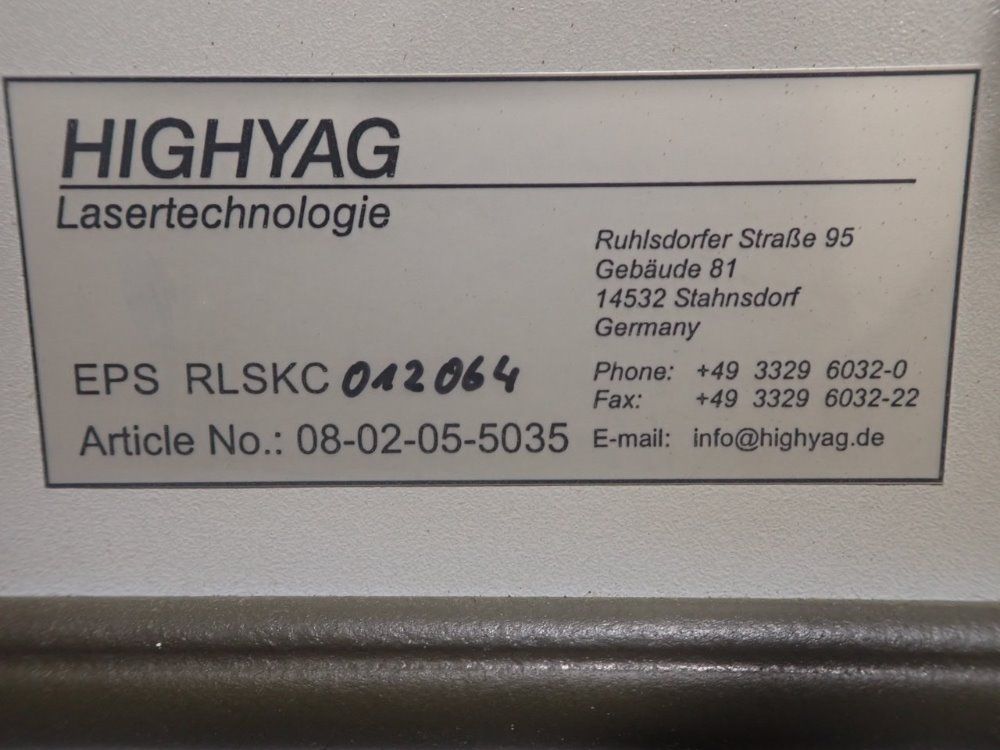 HIGHYAG
Lasertechnologie
Ruhlsdorfer Straße 95
Gebäude 81
14532 Stahnsdorf
Germany
EPS RLSKC 012064
Article No.: 08-02-05-5035
Phone: +49 3329 6032-0
Fax: +49 3329 6032-22
E-mail: info@highyag.de